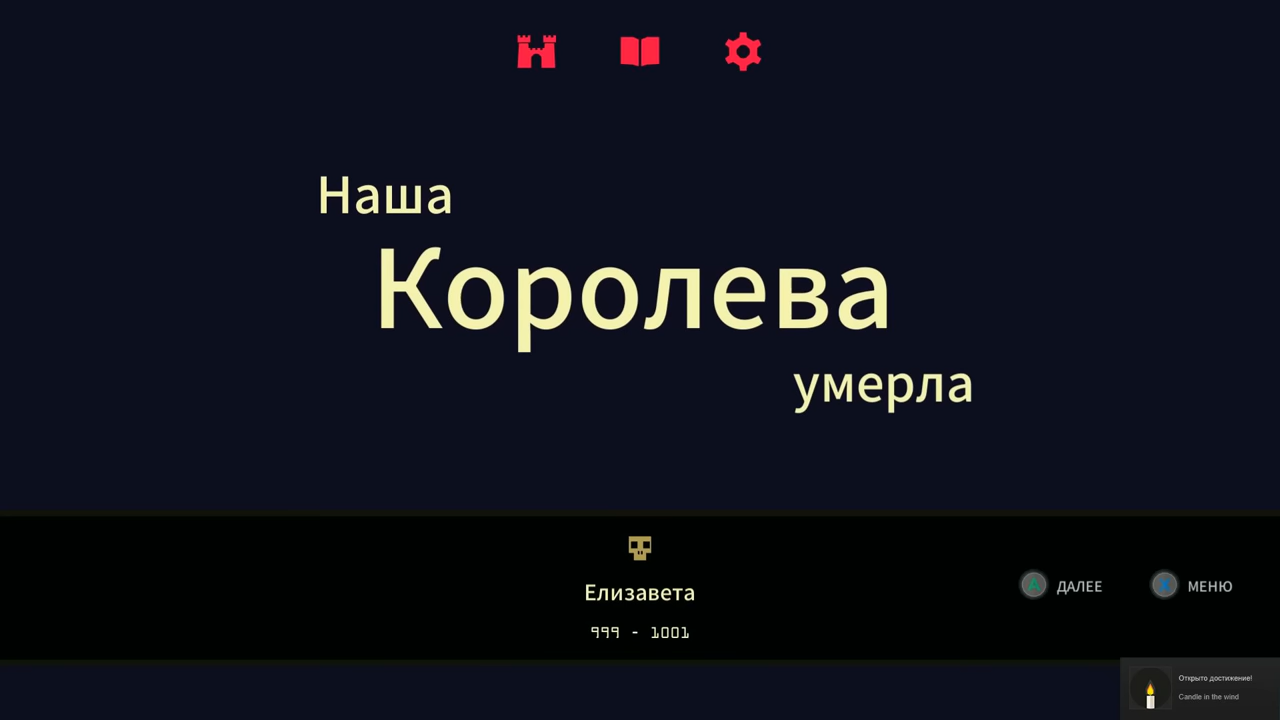 Наша
Королева
умерла
Елизавета
999 - 1001
A ДАЛЕЕ
X МЕНЮ
Открыто достижение!
Candle in the wind